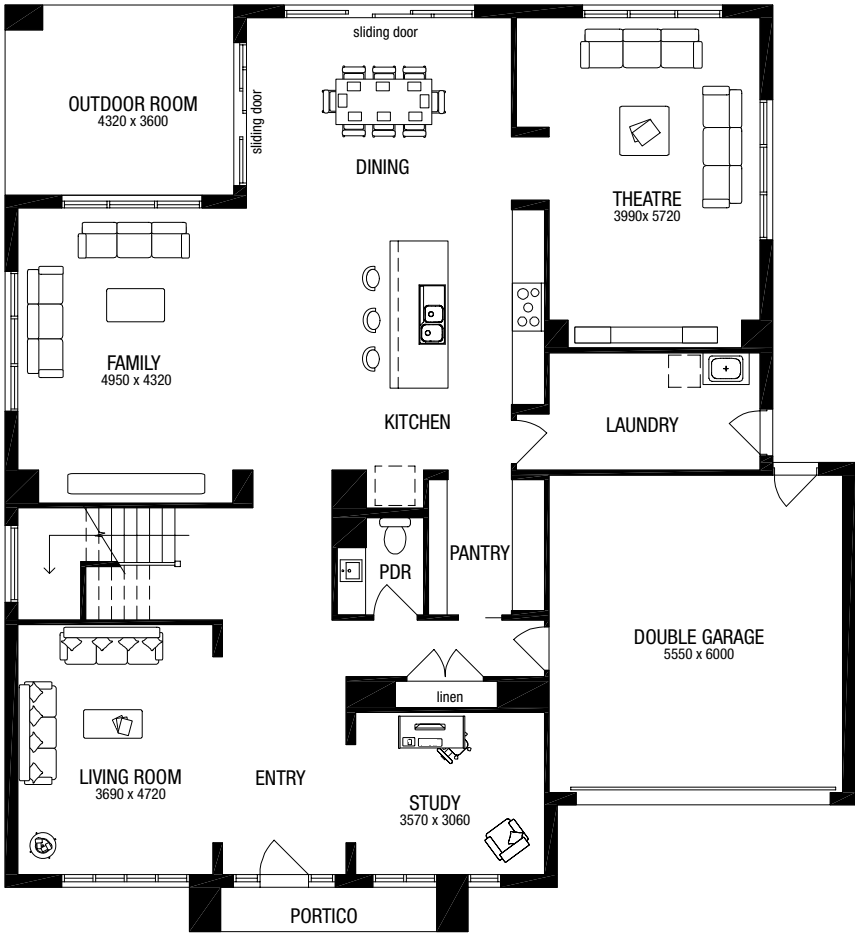 sliding door
OUTDOOR ROOM
4320 x 3600
sliding door
DINING
THEATRE
3990x 5720
FAMILY
4950 x 4320
KITCHEN
LAUNDRY
PANTRY
PDR
DOUBLE GARAGE
5550 x 6000
linen
LIVING ROOM
3690 x 4720
ENTRY
STUDY
3570 x 3060
PORTICO